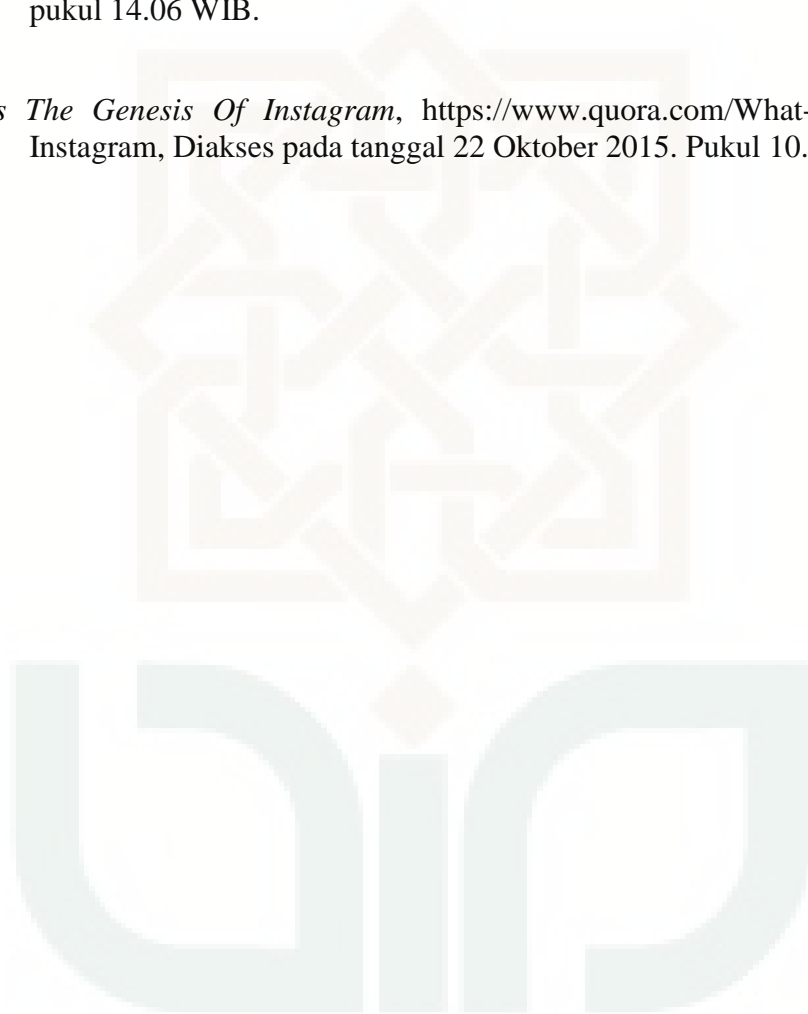 pukul 14.06 WIB.
s The Genesis Of Instagram, https://www.quora.com/What-
Instagram, Diakses pada tanggal 22 Oktober 2015. Pukul 10.